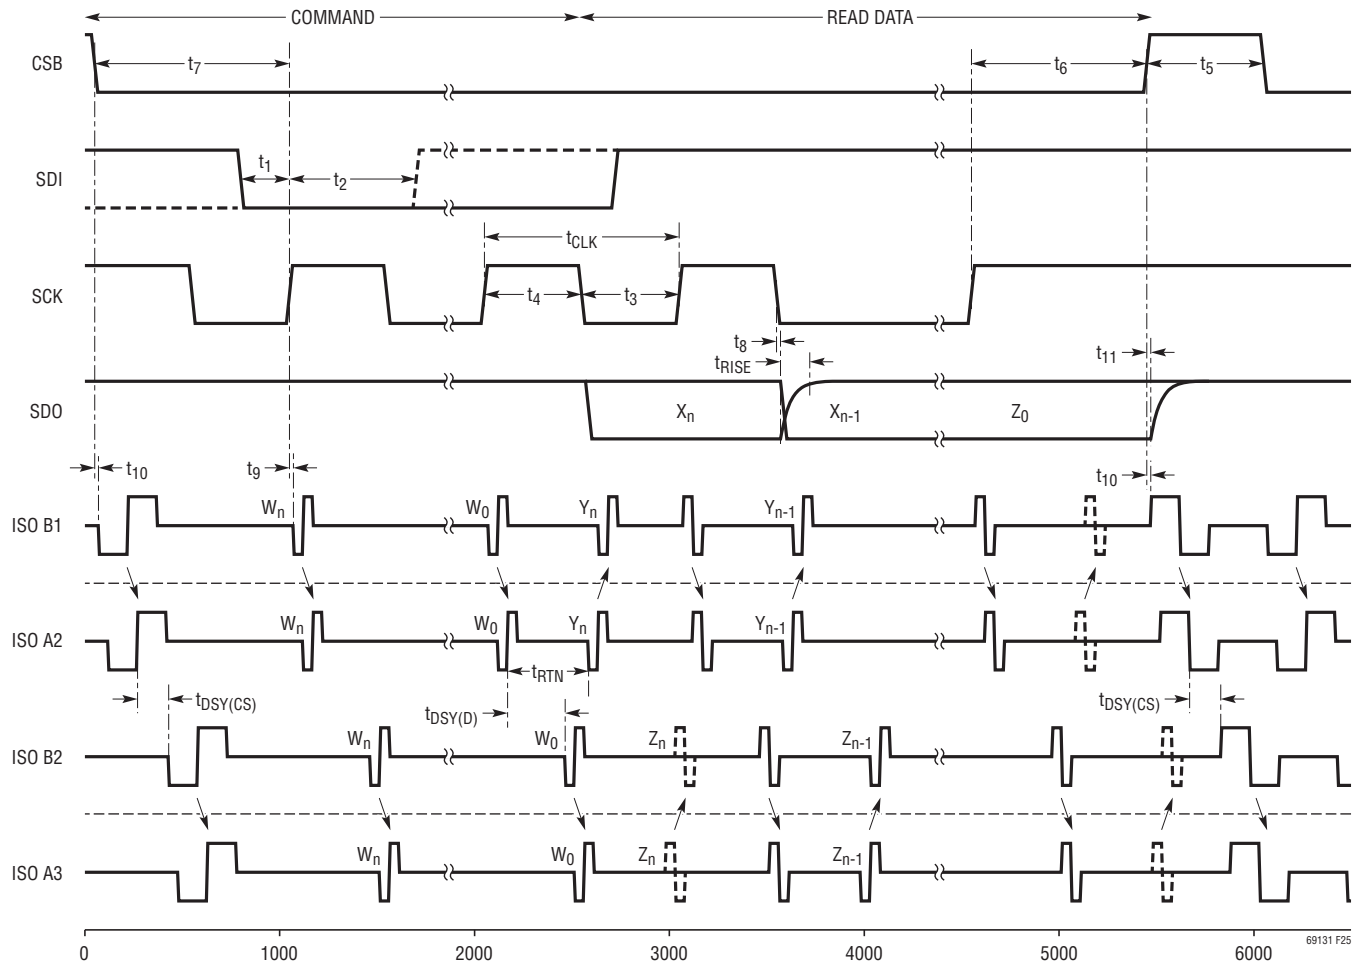 COMMAND READ DATA
CSB t7 t6 t5
SDI t1 t2
tCLK
SCK t4 t3
t8
tRISE t11
SDO Xn Xn-1 Z0
t10 t9 t10
ISO B1 Wn W0 Yn Yn-1
ISO A2 Wn W0 Yn Yn-1
tRTN
tDSY(CS) tDSY(D) tDSY(CS)
ISO B2 Wn W0 Zn Zn-1
ISO A3 Wn W0 Zn Zn-1
69131 F25
0 1000 2000 3000 4000 5000 6000